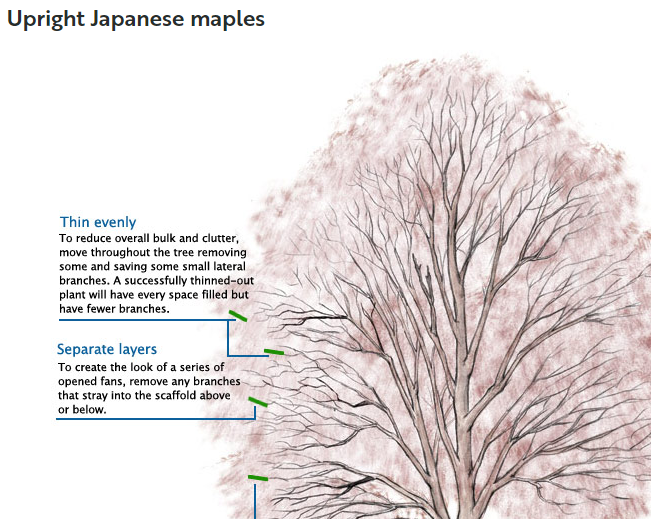 Upright Japanese maples
Thin evenly
To reduce overall bulk and clutter,
move throughout the tree removing
some and saving some small lateral
branches. A successfully thinned-out
plant will have every space filled but
have fewer branches.
Separate layers
To create the look of a series of
opened fans, remove any branches
that stray into the scaffold above
or below.